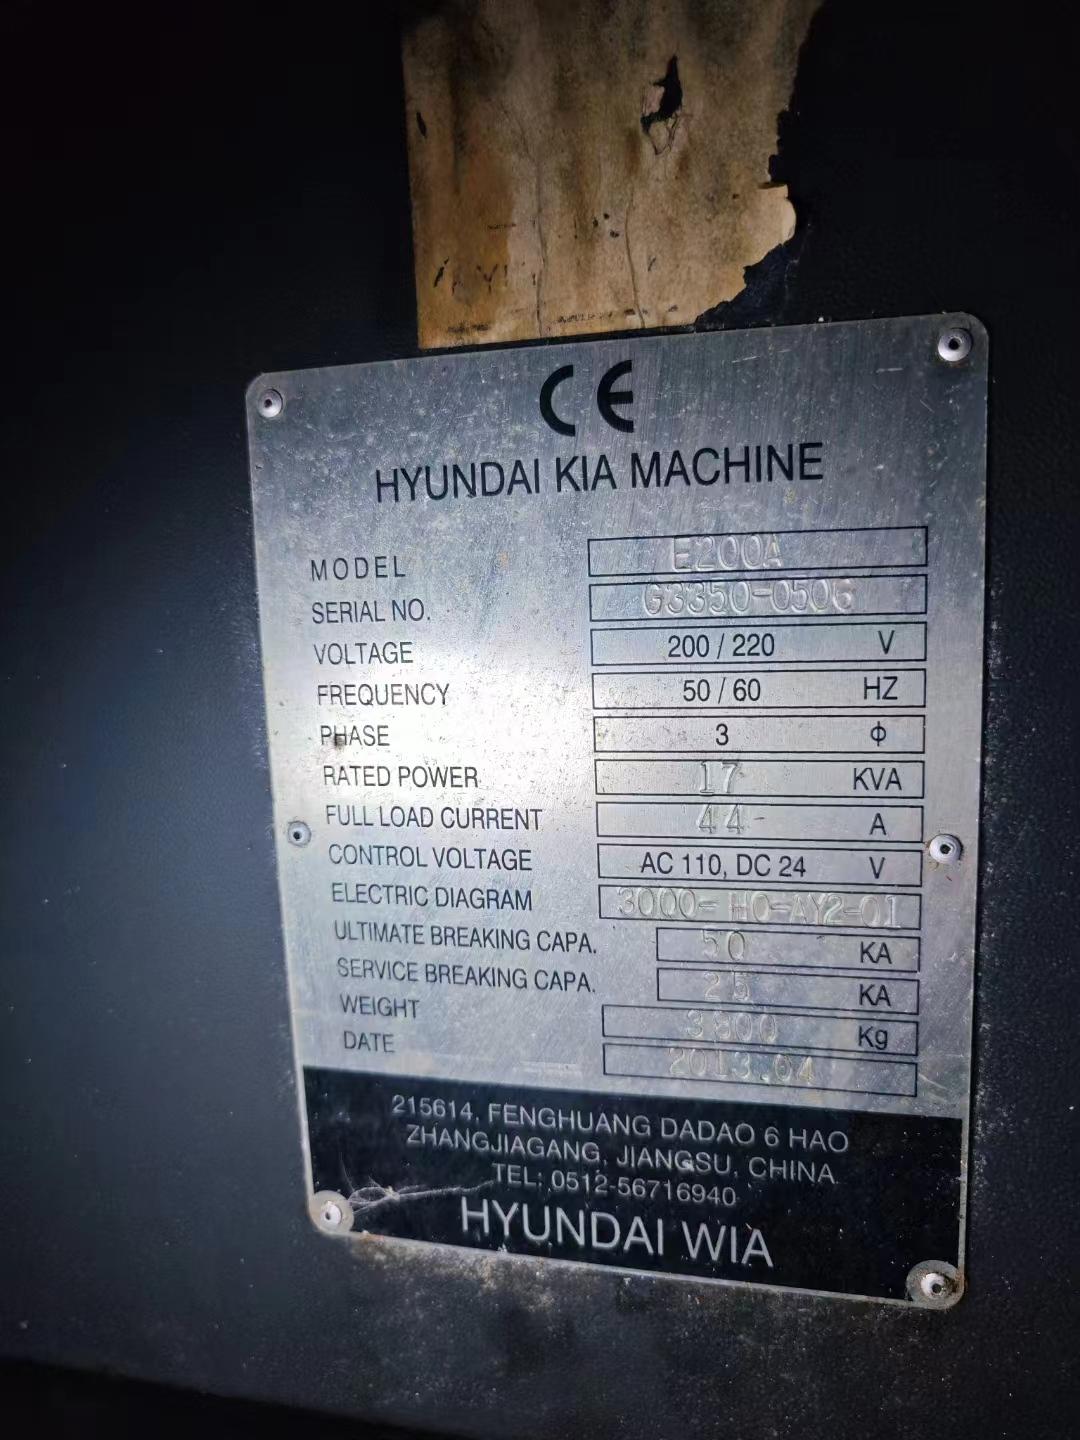 CE
HYUNDAI KIA MACHINE
MODEL E200A
SERIAL NO. G3350-0506
VOLTAGE 200 / 220 V
FREQUENCY 50 / 60 HZ
PHASE 3 Φ
RATED POWER 17 KVA
FULL LOAD CURRENT 44 A
CONTROL VOLTAGE AC 110, DC 24 V
ELECTRIC DIAGRAM 3000-HO-AY2-01
ULTIMATE BREAKING CAPA. 50 KA
SERVICE BREAKING CAPA. 25 KA
WEIGHT 3800 Kg
DATE 2013.04
215614, FENGHUANG DADAO 6 HAO
ZHANGJIAGANG, JIANGSU, CHINA
TEL: 0512-56716940
HYUNDAI WIA